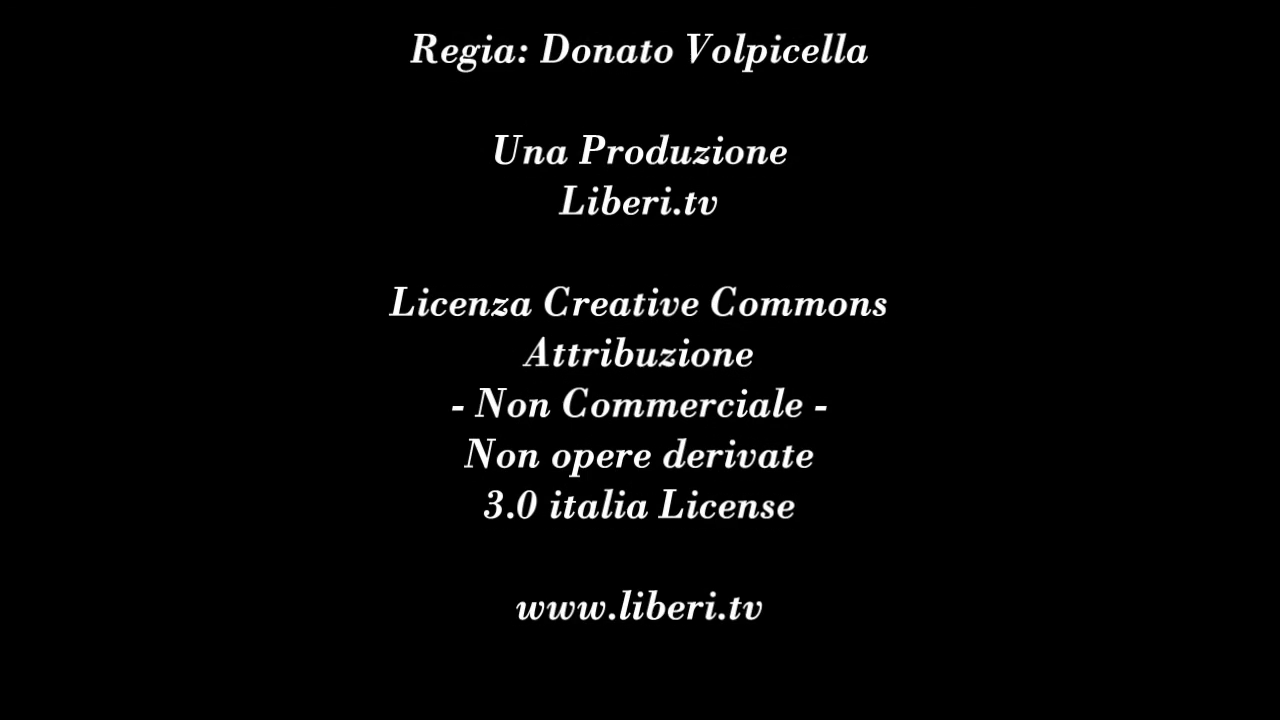 Regia: Donato Volpicella
Una Produzione
Liberi.tv
Licenza Creative Commons
Attribuzione
- Non Commerciale -
Non opere derivate
3.0 italia License
www.liberi.tv